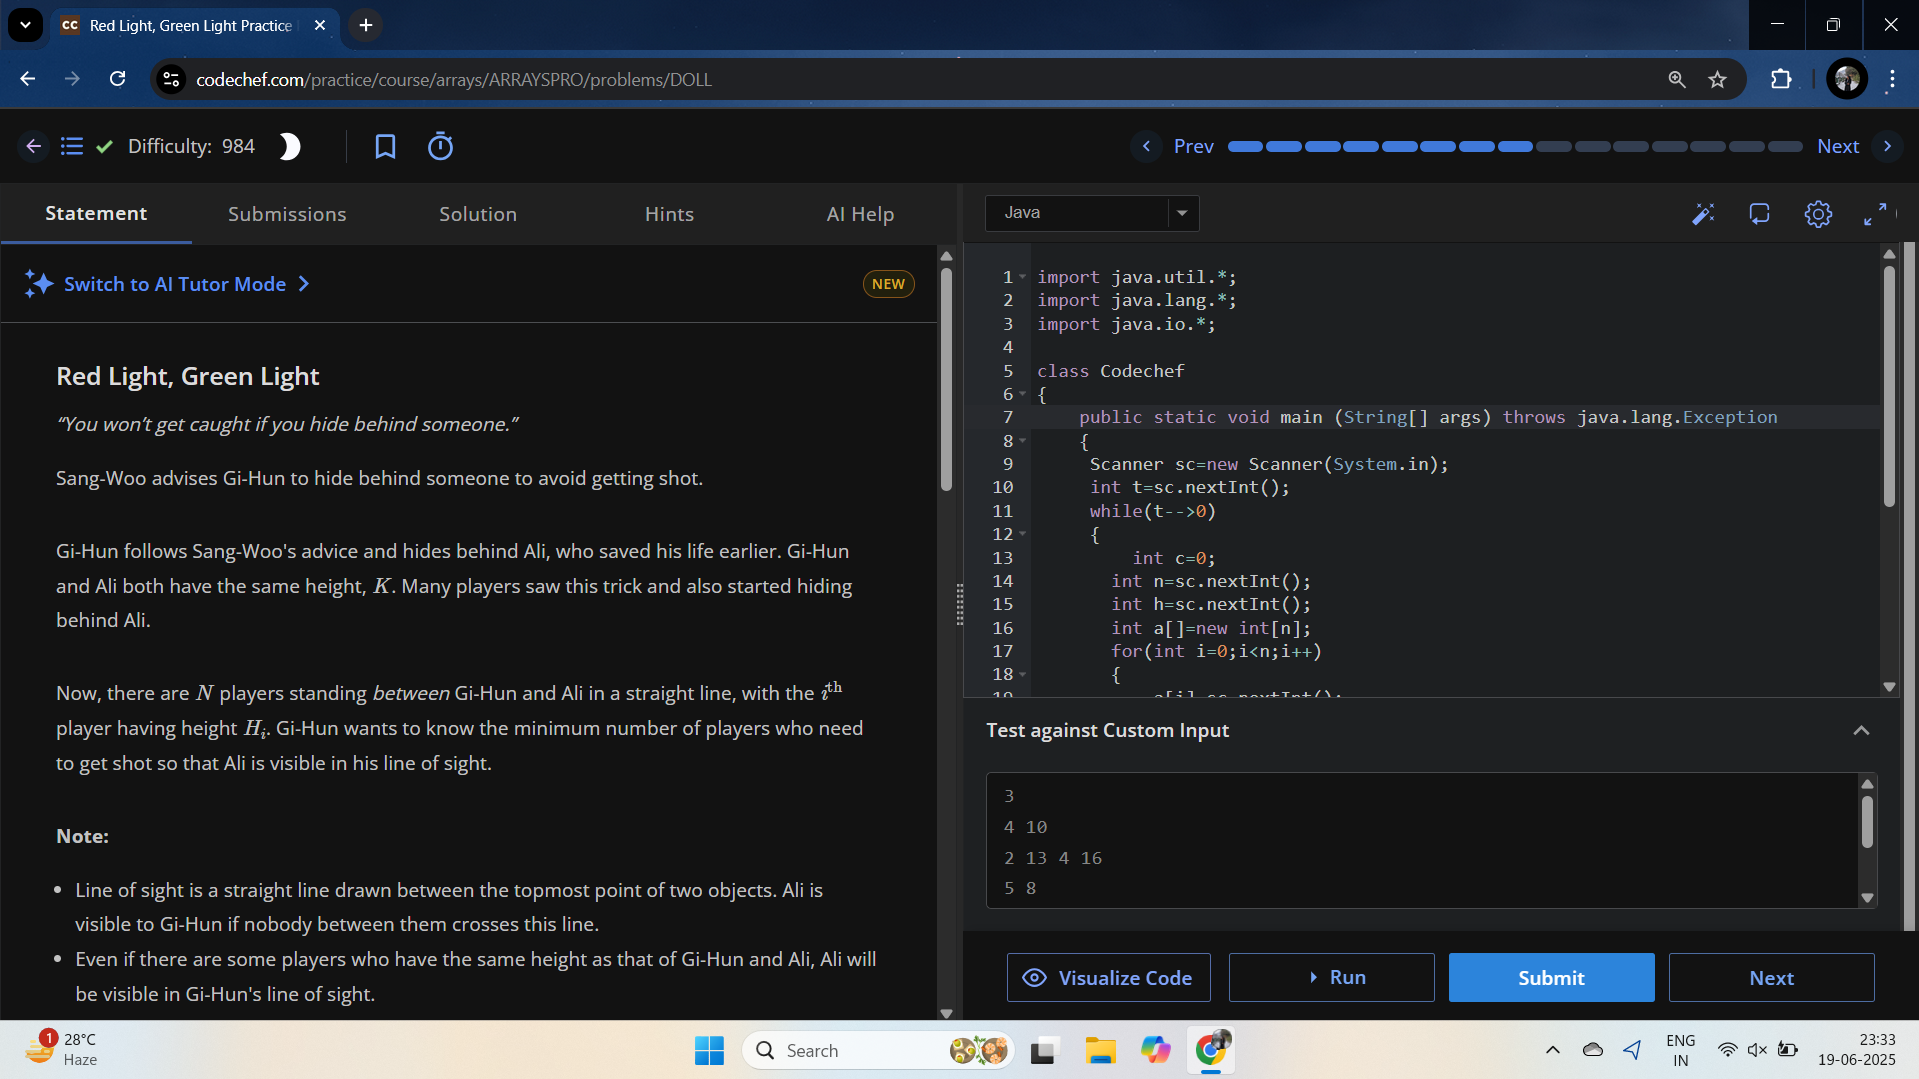 CC Red Light, Green Light Practice
codechef.com/practice/course/arrays/ARRAYSPRO/problems/DOLL
Difficulty: 984
Prev
Next
Statement
Submissions
Solution
Hints
AI Help
Switch to AI Tutor Mode
NEW
Red Light, Green Light
“You won’t get caught if you hide behind someone.”
Sang-Woo advises Gi-Hun to hide behind someone to avoid getting shot.
Gi-Hun follows Sang-Woo's advice and hides behind Ali, who saved his life earlier. Gi-Hun
and Ali both have the same height, K. Many players saw this trick and also started hiding
behind Ali.
Now, there are N players standing between Gi-Hun and Ali in a straight line, with the i^th
player having height H_i. Gi-Hun wants to know the minimum number of players who need
to get shot so that Ali is visible in his line of sight.
Note:
• Line of sight is a straight line drawn between the topmost point of two objects. Ali is
visible to Gi-Hun if nobody between them crosses this line.
• Even if there are some players who have the same height as that of Gi-Hun and Ali, Ali will
be visible in Gi-Hun's line of sight.
Java
1 import java.util.*;
2 import java.lang.*;
3 import java.io.*;
4
5 class Codechef
6 {
7 public static void main (String[] args) throws java.lang.Exception
8 {
9 Scanner sc=new Scanner(System.in);
10 int t=sc.nextInt();
11 while(t-->0)
12 {
13 int c=0;
14 int n=sc.nextInt();
15 int h=sc.nextInt();
16 int a[]=new int[n];
17 for(int i=0;i<n;i++)
18 {
19 a[i]=sc.nextInt();
Test against Custom Input
3
4 10
2 13 4 16
5 8
Visualize Code
Run
Submit
Next
1
28°C
Haze
Search
ENG
IN
23:33
19-06-2025